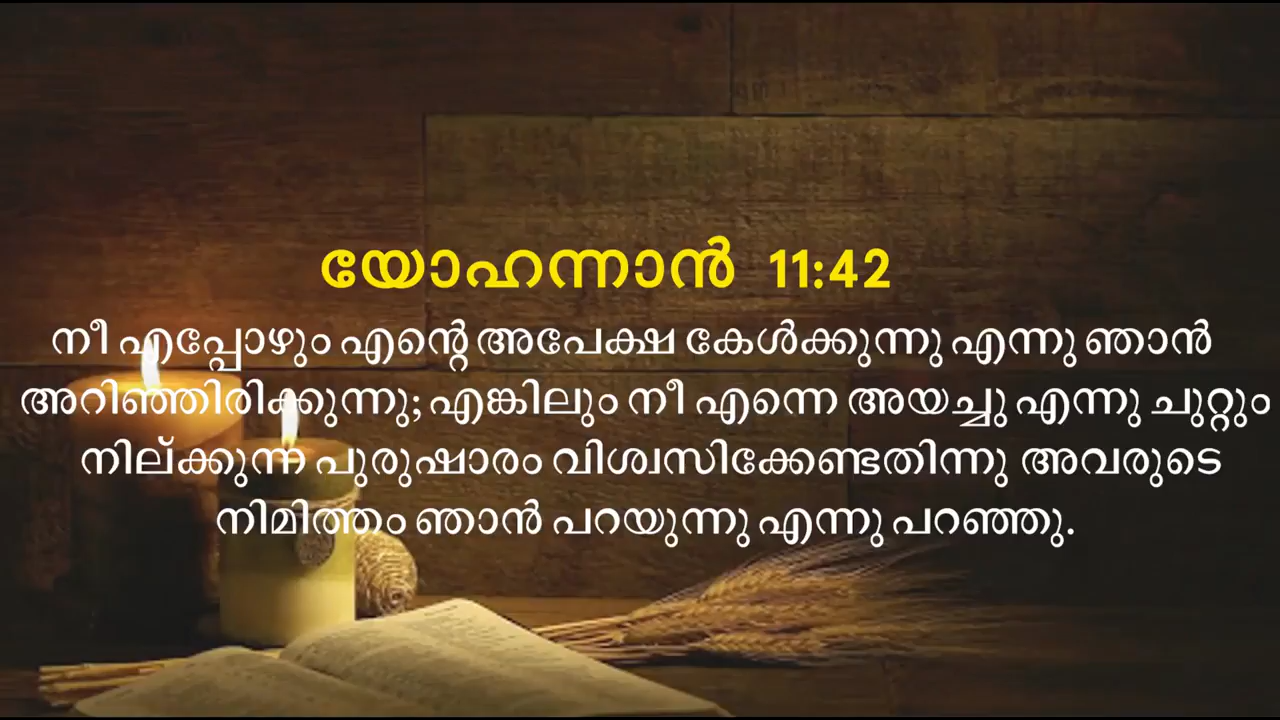 യോഹന്നാൻ 11:42
നീ എപ്പോഴും എന്റെ അപേക്ഷ കേൾക്കുന്നു എന്നു ഞാൻ
അറിഞ്ഞിരിക്കുന്നു; എങ്കിലും നീ എന്നെ അയച്ചു എന്നു ചുറ്റും
നില്ക്കുന്ന പുരുഷാരം വിശ്വസിക്കേണ്ടതിന്നു അവരുടെ
നിമിത്തം ഞാൻ പറയുന്നു എന്നു പറഞ്ഞു.